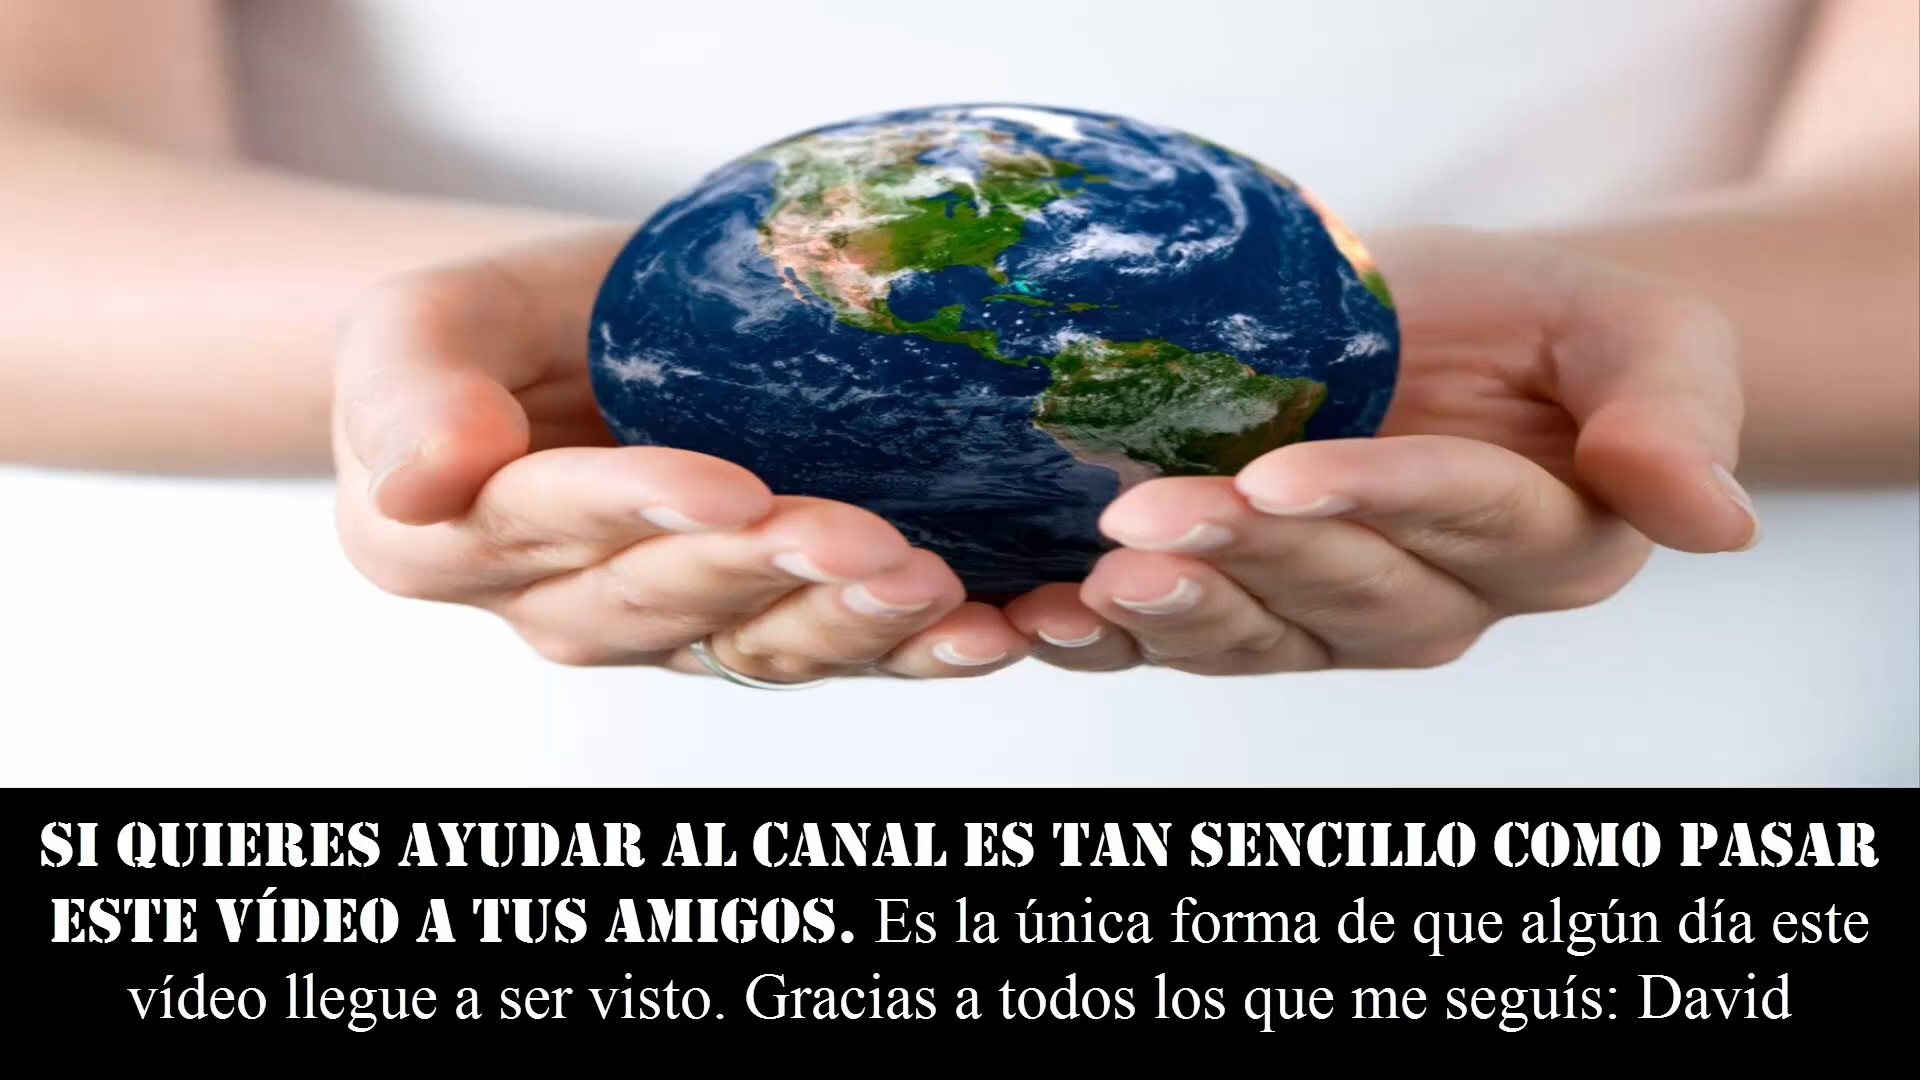 SI QUIERES AYUDAR AL CANAL ES TAN SENCILLO COMO PASAR
ESTE VÍDEO A TUS AMIGOS. Es la única forma de que algún día este
vídeo llegue a ser visto. Gracias a todos los que me seguís: David